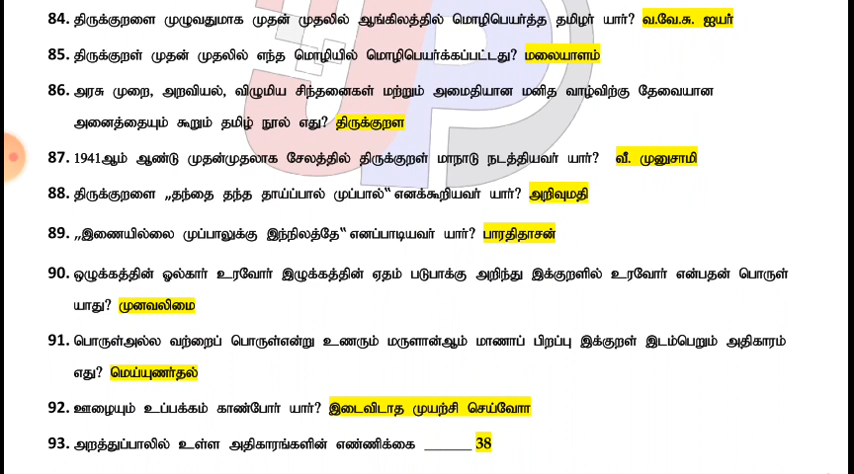 84. திருக்குறளை முழுவதுமாக முதன் முதலில் ஆங்கிலத்தில் மொழிபெயர்த்த தமிழர் யார்? வ.வே.சு. ஐயர்
85. திருக்குறள் முதன் முதலில் எந்த மொழியில் மொழிபெயர்க்கப்பட்டது? மலையாளம்
86. அரசு முறை, அறவியல், விழுமிய சிந்தனைகள் மற்றும் அமைதியான மனித வாழ்விற்கு தேவையான
அனைத்தையும் கூறும் தமிழ் நூல் எது? திருக்குறள
87. 1941ஆம் ஆண்டு முதன்முதலாக சேலத்தில் திருக்குறள் மாநாடு நடத்தியவர் யார்? வீ. முனுசாமி
88. திருக்குறளை „தந்தை தந்த தாய்ப்பால் முப்பால்‟ எனக்கூறியவர் யார்? அறிவுமதி
89. „இணையில்லை முப்பாலுக்கு இந்நிலத்தே‟ எனப்பாடியவர் யார்? பாரதிதாசன்
90. ஒழுக்கத்தின் ஒல்கார் உரவோர் இழுக்கத்தின் ஏதம் படுபாக்கு அறிந்து இக்குறளில் உரவோர் என்பதன் பொருள்
யாது? முனவலிமை
91. பொருள்அல்ல வற்றைப் பொருள்என்று உணரும் மருளான்ஆம் மாணாப் பிறப்பு இக்குறள் இடம்பெறும் அதிகாரம்
எது? மெய்யுணர்தல்
92. ஊழையும் உப்பக்கம் காண்போர் யார்? இடைவிடாத முயற்சி செய்வோா
93. அறத்துப்பாலில் உள்ள அதிகாரங்களின் எண்ணிக்கை ______ 38